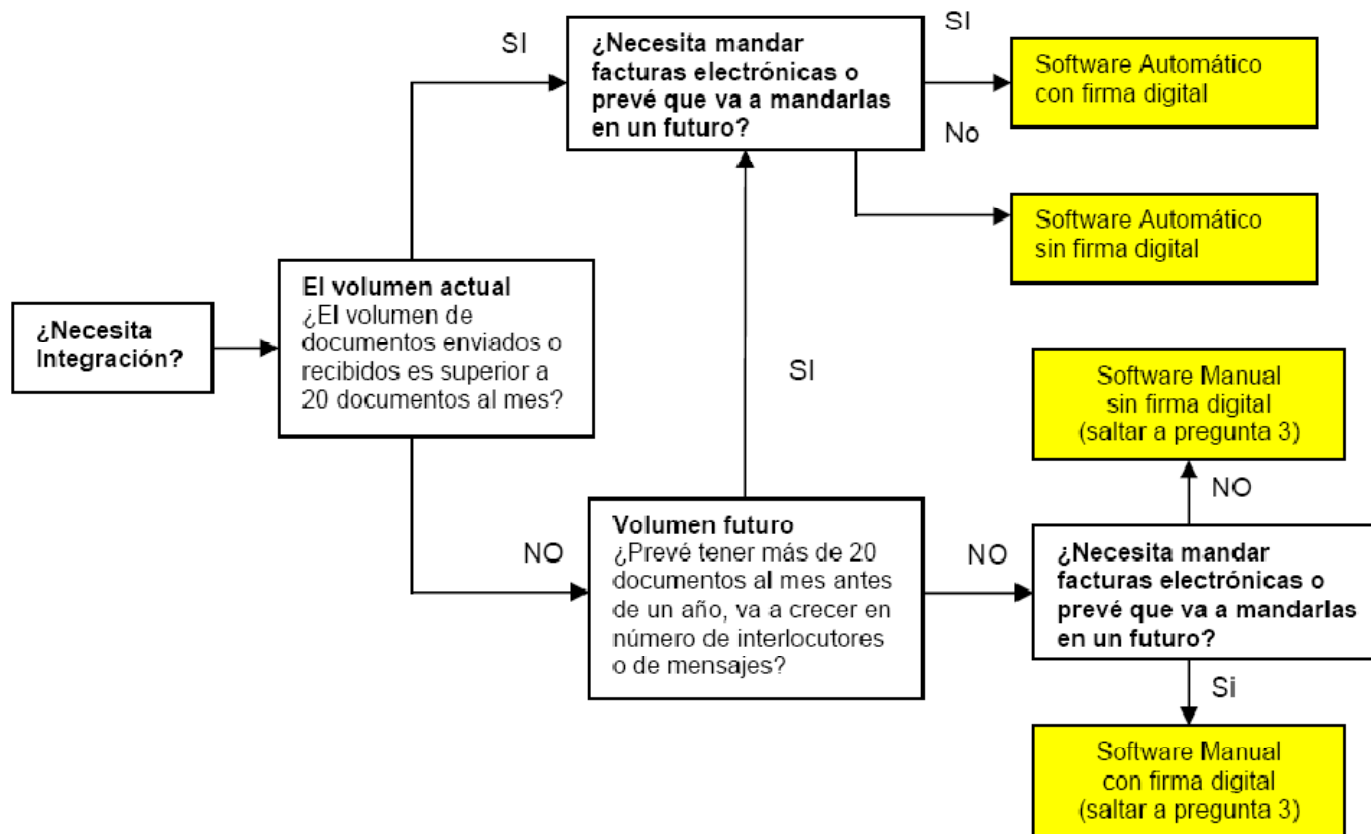 SI
¿Necesita mandar
facturas electrónicas o
prevé que va a mandarlas
en un futuro?
SI
Software Automático
con firma digital
No
Software Automático
sin firma digital
¿Necesita
Integración?
El volumen actual
¿El volumen de
documentos enviados o
recibidos es superior a
20 documentos al mes?
SI
NO
Volumen futuro
¿Prevé tener más de 20
documentos al mes antes
de un año, va a crecer en
número de interlocutores
o de mensajes?
NO
Software Manual
sin firma digital
(saltar a pregunta 3)
NO
¿Necesita mandar
facturas electrónicas o
prevé que va a mandarlas
en un futuro?
Si
Software Manual
con firma digital
(saltar a pregunta 3)